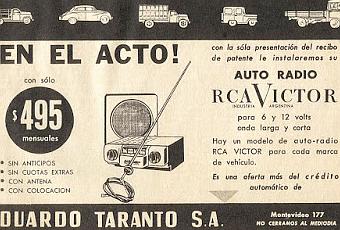 EN EL ACTO!
con sólo
$495
mensuales
• SIN ANTICIPOS
• SIN CUOTAS EXTRAS
• CON ANTENA
• CON COLOCACION
con la sóla presentación del recibo
de patente le instalaremos su
AUTO RADIO
RCA VICTOR
INDUSTRIA ARGENTINA
para 6 y 12 volts
onda larga y corta
Hay un modelo de auto-radio
RCA VICTOR para cada marca
de vehículo.
Es una oferta más del crédito
automático de
DUARDO TARANTO S.A.
Montevideo 177
NO CERRAMOS AL MEDIODIA